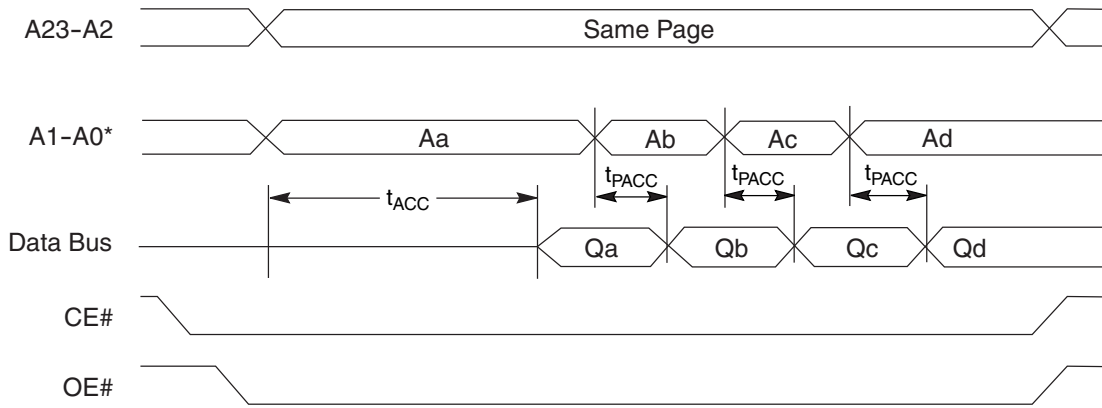 A23-A2 Same Page
A1-A0* Aa Ab Ac Ad
tACC tPACC tPACC tPACC
Data Bus Qa Qb Qc Qd
CE#
OE#